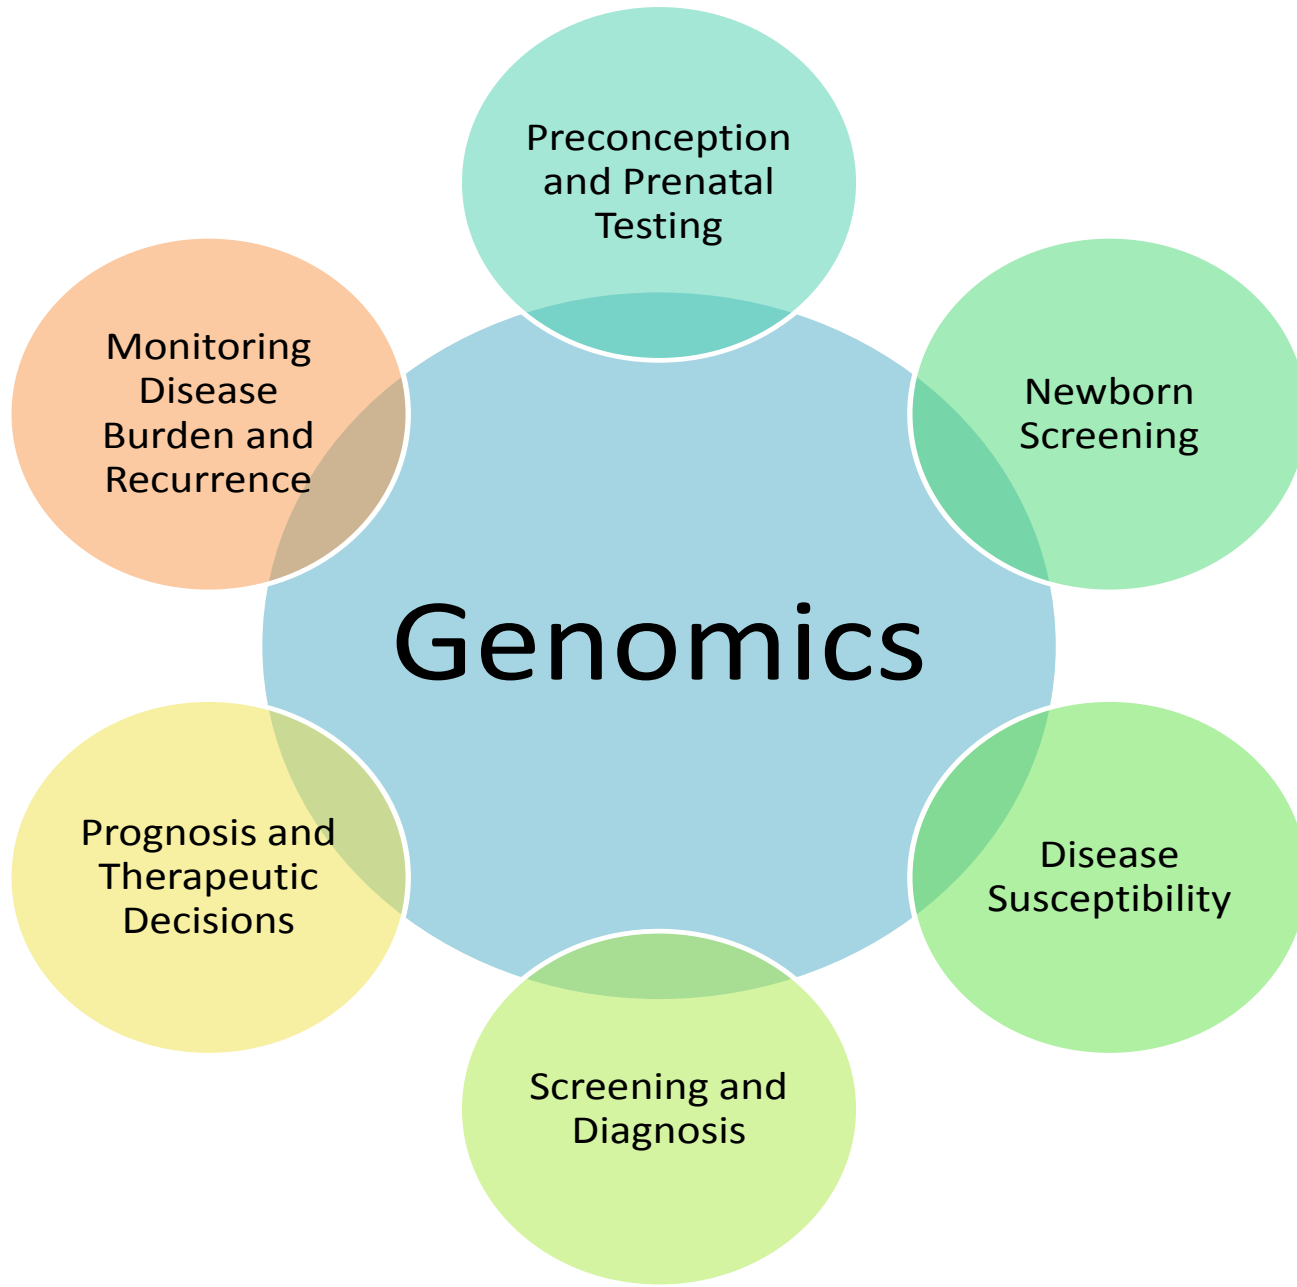 Preconception
and Prenatal
Testing
Newborn
Screening
Disease
Susceptibility
Screening and
Diagnosis
Prognosis and
Therapeutic
Decisions
Monitoring
Disease
Burden and
Recurrence
Genomics